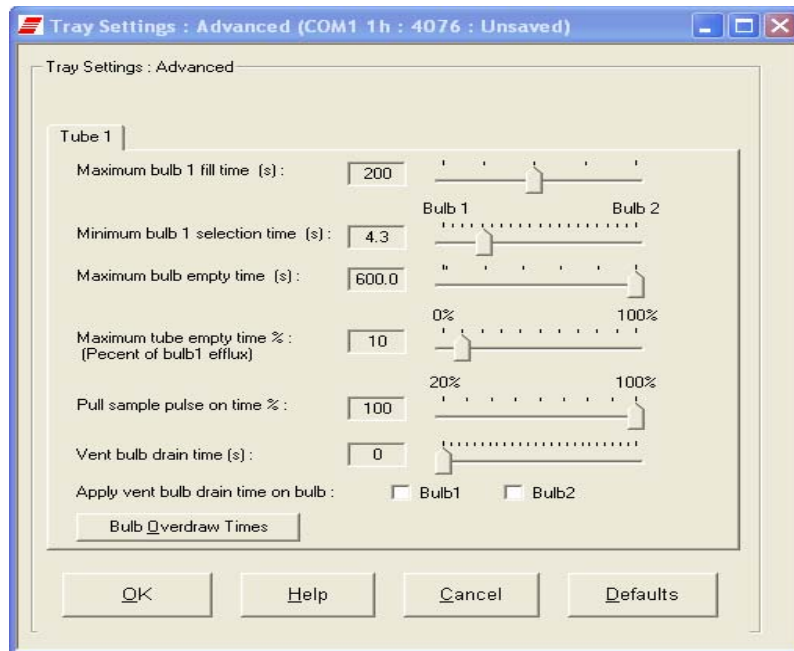 Tray Settings : Advanced (COM1 1h : 4076 : Unsaved)
Tray Settings : Advanced
Tube 1
Maximum bulb 1 fill time (s) : 200
Bulb 1 Bulb 2
Minimum bulb 1 selection time (s) : 4.3
Maximum bulb empty time (s) : 600.0
0% 100%
Maximum tube empty time % : 10
(Pecent of bulb1 efflux)
20% 100%
Pull sample pulse on time % : 100
Vent bulb drain time (s) : 0
Apply vent bulb drain time on bulb : Bulb1 Bulb2
Bulb Overdraw Times
OK Help Cancel Defaults